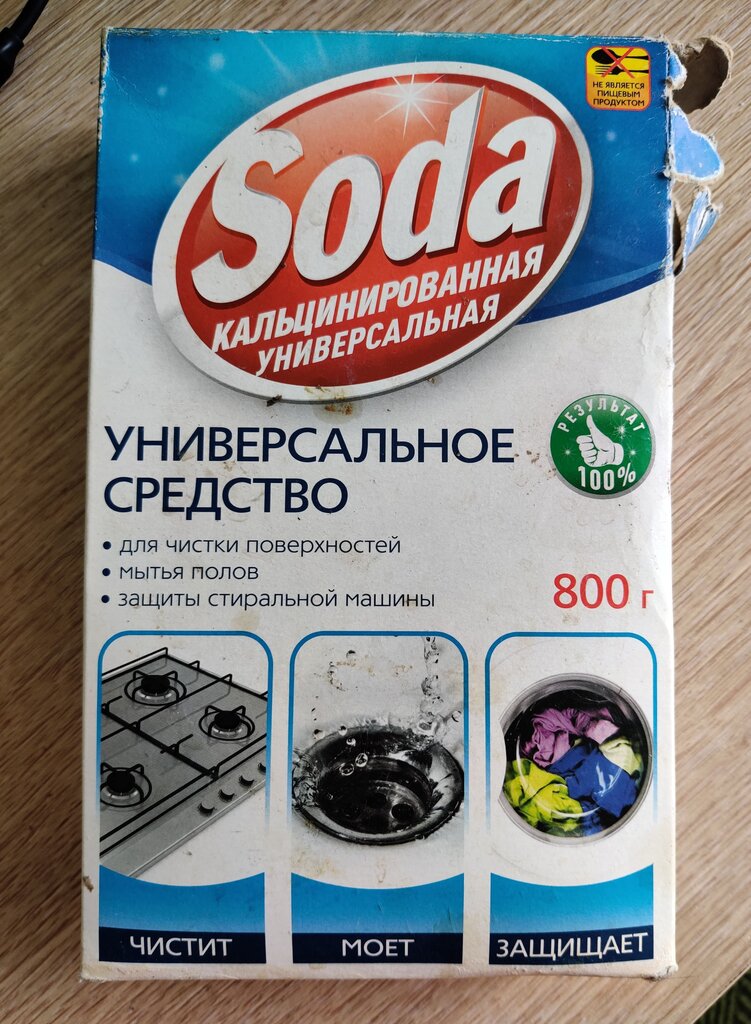 НЕ ЯВЛЯЕТСЯ
ПИЩЕВЫМ
ПРОДУКТОМ
Soda
КАЛЬЦИНИРОВАННАЯ
УНИВЕРСАЛЬНАЯ
РЕЗУЛЬТАТ
100%
УНИВЕРСАЛЬНОЕ
СРЕДСТВО
• для чистки поверхностей
• мытья полов
• защиты стиральной машины
800 г
ЧИСТИТ
МОЕТ
ЗАЩИЩАЕТ